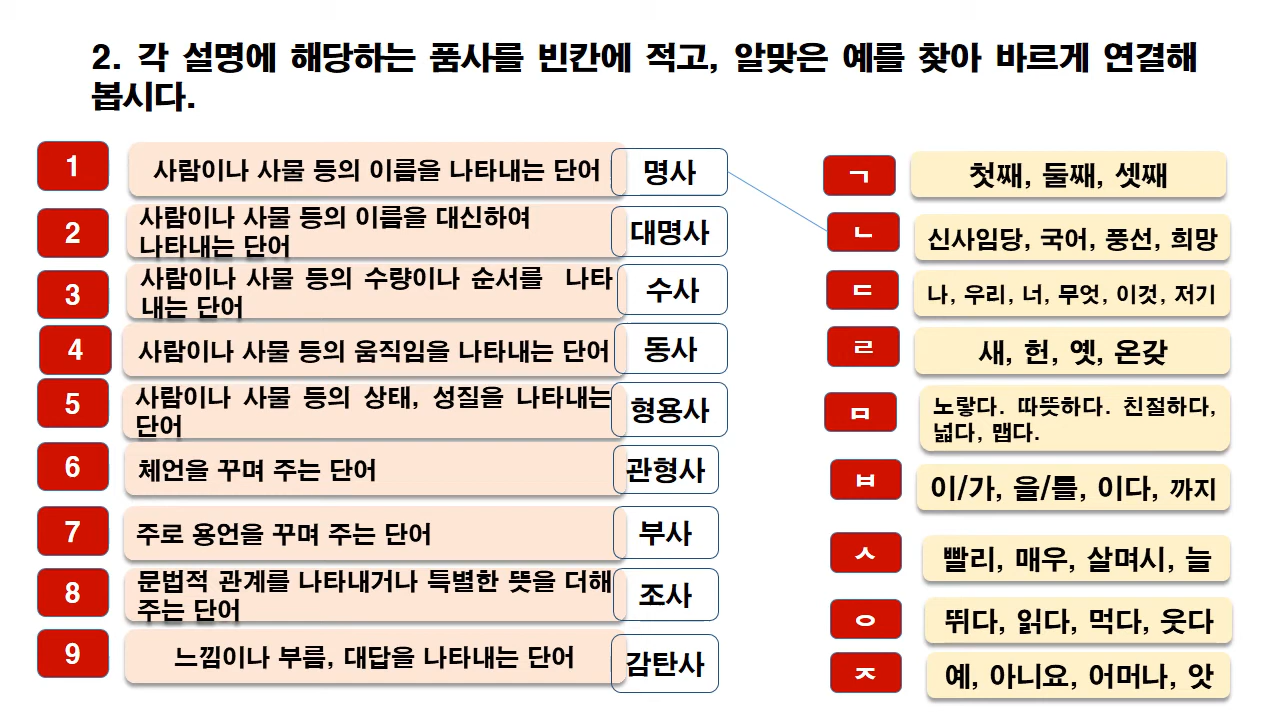 2. 각 설명에 해당하는 품사를 빈칸에 적고, 알맞은 예를 찾아 바르게 연결해
봅시다.
1
사람이나 사물 등의 이름을 나타내는 단어
명사
2
사람이나 사물 등의 이름을 대신하여
나타내는 단어
대명사
3
사람이나 사물 등의 수량이나 순서를 나타
내는 단어
수사
4
사람이나 사물 등의 움직임을 나타내는 단어
동사
5
사람이나 사물 등의 상태, 성질을 나타내는
단어
형용사
6
체언을 꾸며 주는 단어
관형사
7
주로 용언을 꾸며 주는 단어
부사
8
문법적 관계를 나타내거나 특별한 뜻을 더해
주는 단어
조사
9
느낌이나 부름, 대답을 나타내는 단어
감탄사
ㄱ
첫째, 둘째, 셋째
ㄴ
신사임당, 국어, 풍선, 희망
ㄷ
나, 우리, 너, 무엇, 이것, 저기
ㄹ
새, 헌, 옛, 온갖
ㅁ
노랗다. 따뜻하다. 친절하다,
넓다, 맵다.
ㅂ
이/가, 을/를, 이다, 까지
ㅅ
빨리, 매우, 살며시, 늘
ㅇ
뛰다, 읽다, 먹다, 웃다
ㅈ
예, 아니요, 어머나, 앗